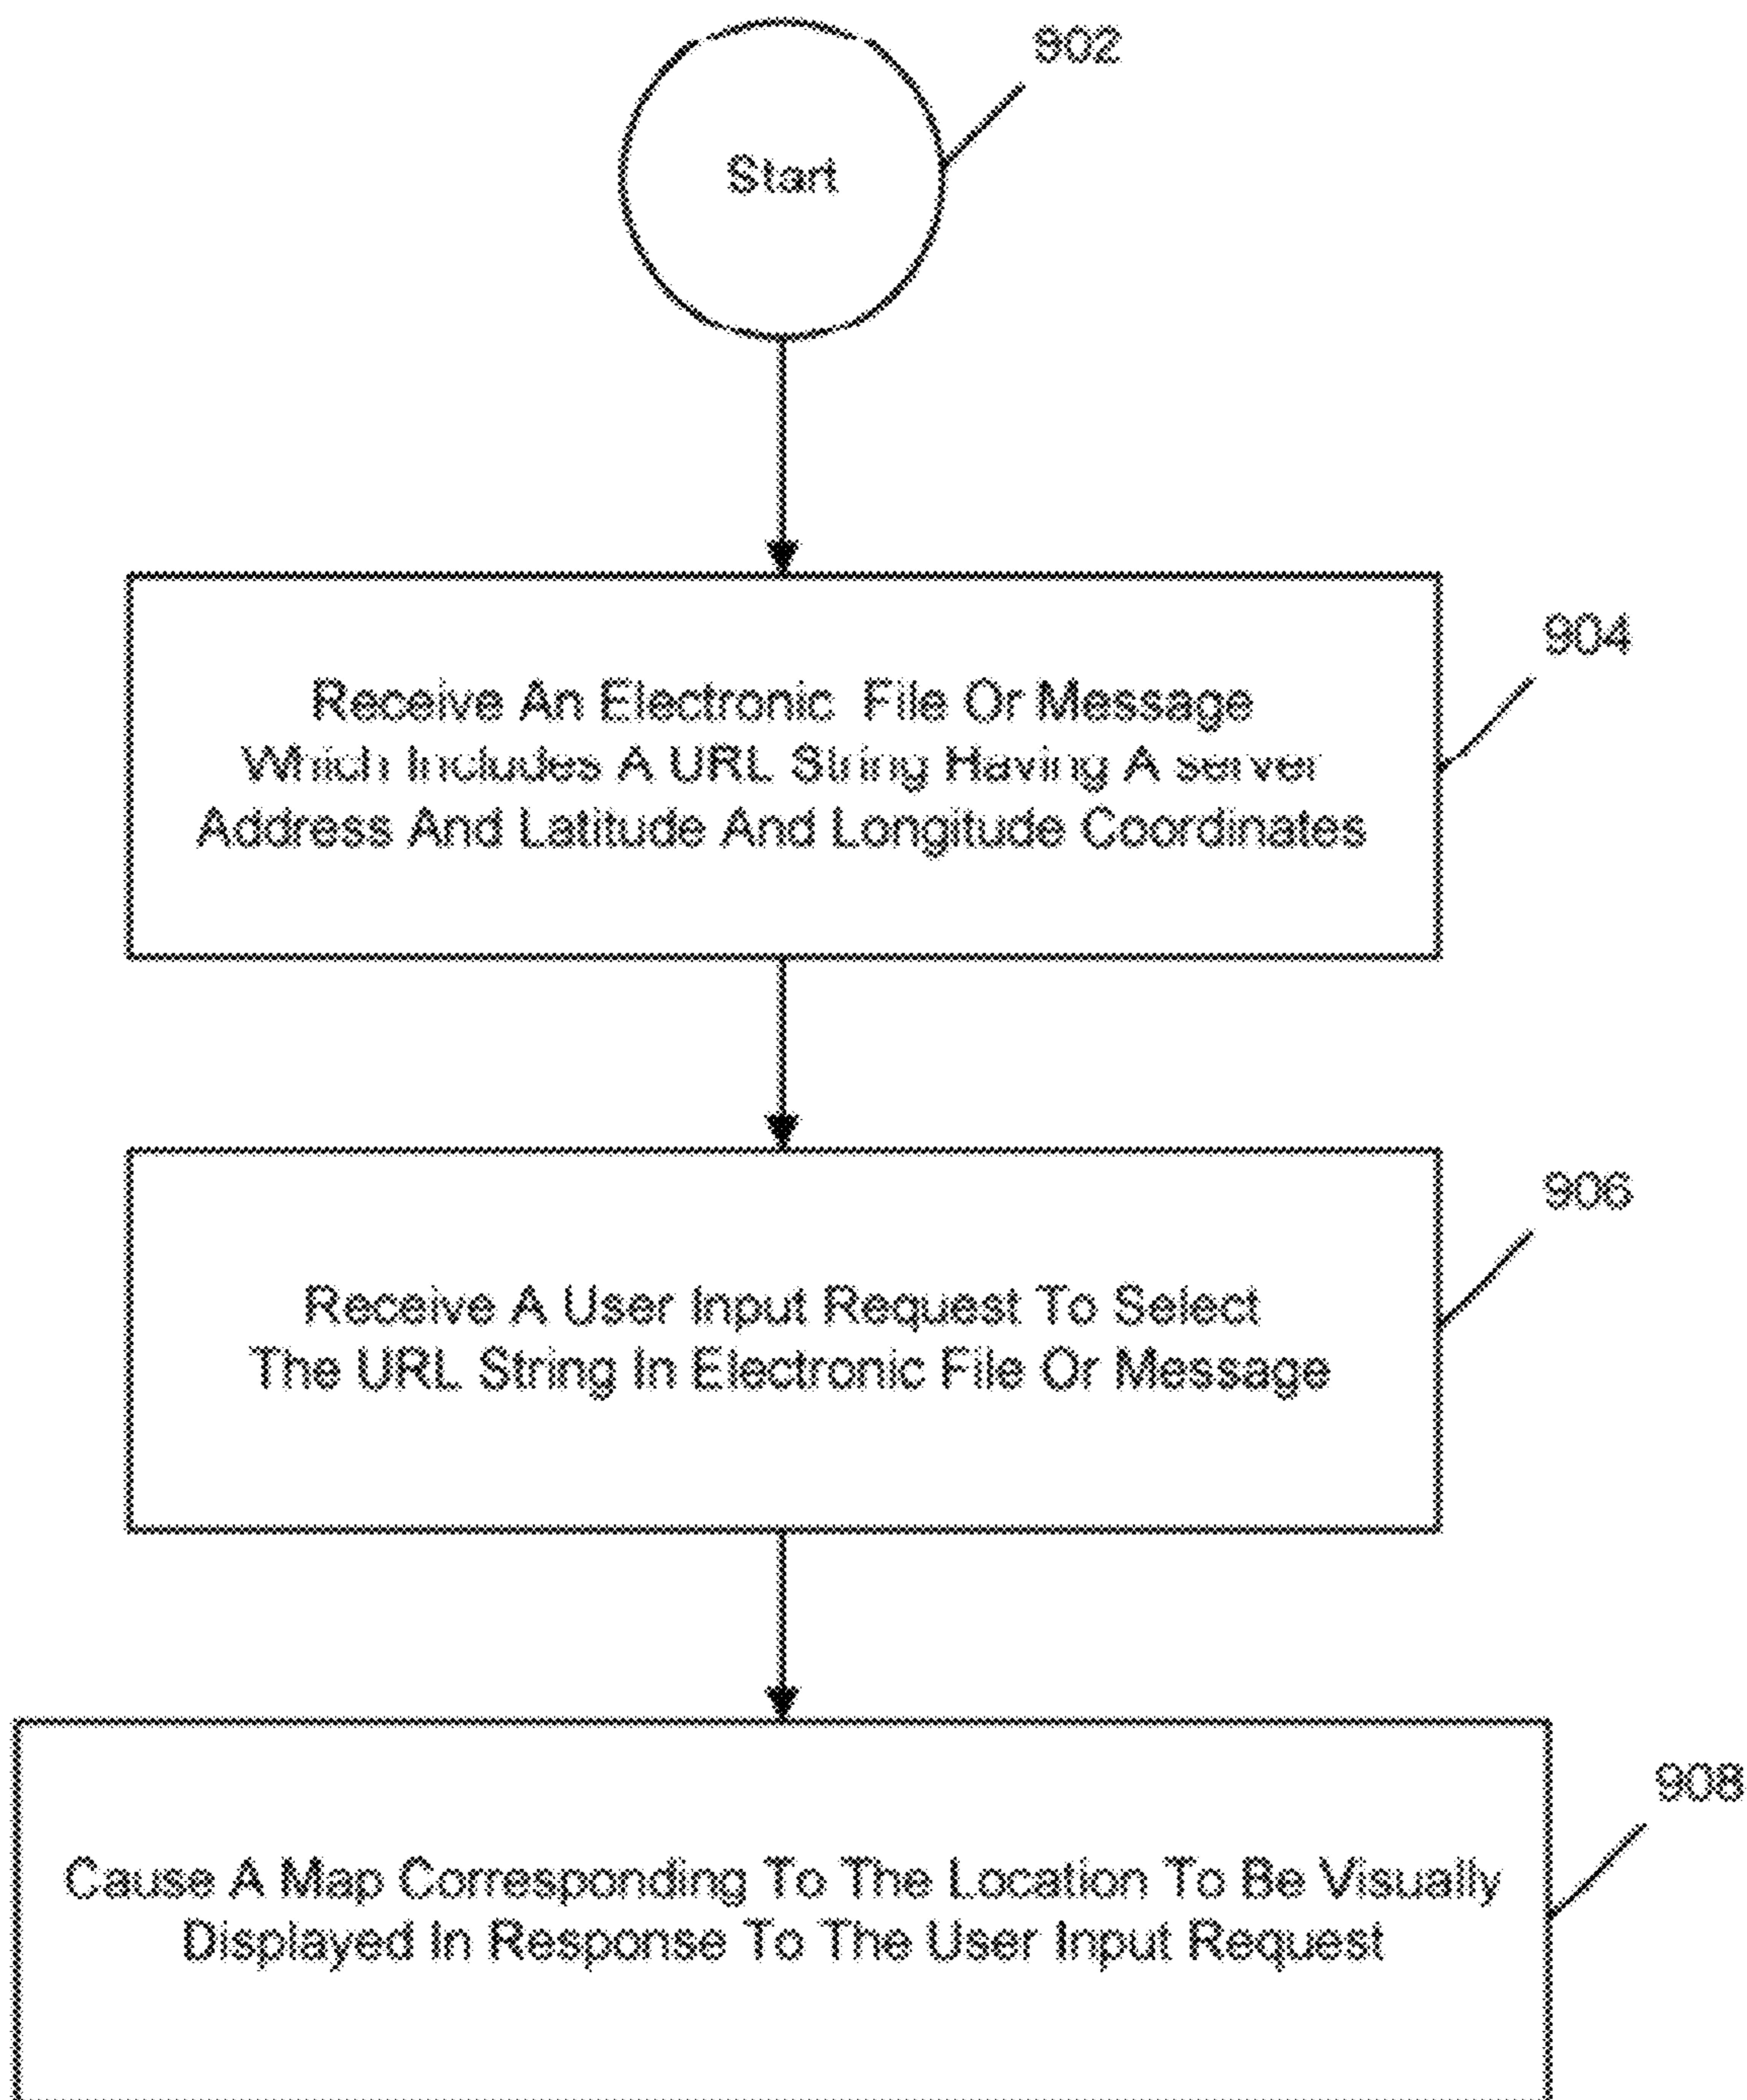 902
Start
904
Receive An Electronic File Or Message
Which Includes A URL String Having A server
Address And Latitude And Longitude Coordinates
906
Receive A User Input Request To Select
The URL String In Electronic File Or Message
908
Cause A Map Corresponding To The Location To Be Visually
Displayed In Response To The User Input Request